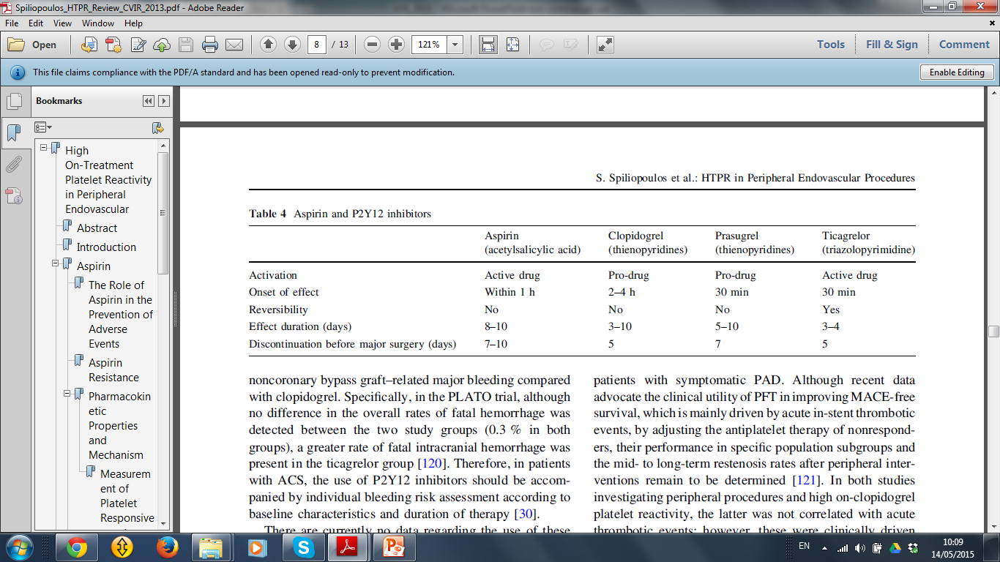 Spiliopoulos_HTPR_Review_CVIR_2013.pdf - Adobe Reader
File Edit View Window Help
Open 8 / 13 121% Tools Fill & Sign Comment
This file claims compliance with the PDF/A standard and has been opened read-only to prevent modification. Enable Editing
Bookmarks
High
On-Treatment
Platelet Reactivity
in Peripheral
Endovascular
Abstract
Introduction
Aspirin
The Role of
Aspirin in the
Prevention of
Adverse
Events
Aspirin
Resistance
Pharmacokin
etic
Properties
and
Mechanism
Measurem
ent of
Platelet
Responsive
S. Spiliopoulos et al.: HTPR in Peripheral Endovascular Procedures
Table 4 Aspirin and P2Y12 inhibitors
Aspirin Clopidogrel Prasugrel Ticagrelor
(acetylsalicylic acid) (thienopyridines) (thienopyridines) (triazolopyrimidine)
Activation Active drug Pro-drug Pro-drug Active drug
Onset of effect Within 1 h 2–4 h 30 min 30 min
Reversibility No No No Yes
Effect duration (days) 8–10 3–10 5–10 3–4
Discontinuation before major surgery (days) 7–10 5 7 5
noncoronary bypass graft–related major bleeding compared
with clopidogrel. Specifically, in the PLATO trial, although
no difference in the overall rates of fatal hemorrhage was
detected between the two study groups (0.3 % in both
groups), a greater rate of fatal intracranial hemorrhage was
present in the ticagrelor group [120]. Therefore, in patients
with ACS, the use of P2Y12 inhibitors should be accom-
panied by individual bleeding risk assessment according to
baseline characteristics and duration of therapy [30].
There are currently no data regarding the use of these
patients with symptomatic PAD. Although recent data
advocate the clinical utility of PFT in improving MACE-free
survival, which is mainly driven by acute in-stent thrombotic
events, by adjusting the antiplatelet therapy of nonrespond-
ers, their performance in specific population subgroups and
the mid- to long-term restenosis rates after peripheral inter-
ventions remain to be determined [121]. In both studies
investigating peripheral procedures and high on-clopidogrel
platelet reactivity, the latter was not correlated with acute
thrombotic events; however, these were clinically driven
EN 10:09
14/05/2015